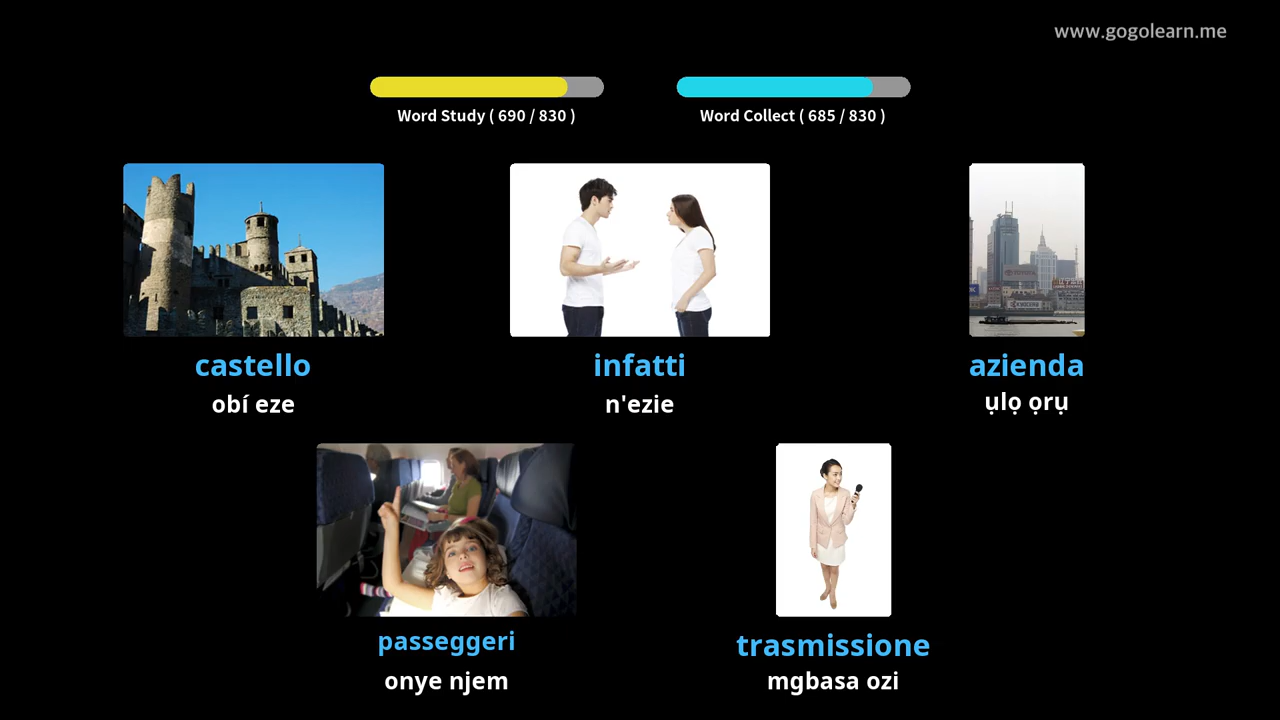 www.gogolearn.me
Word Study ( 690 / 830 )
Word Collect ( 685 / 830 )
TOYOTA
castello
infatti
azienda
obí eze
n'ezie
ụlọ ọrụ
passeggeri
trasmissione
onye njem
mgbasa ozi